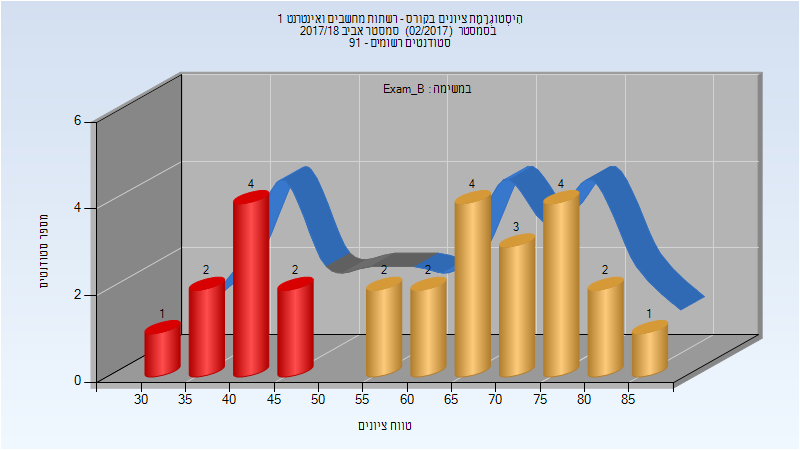 היסטוגרמת ציונים בקורס - רשתות מחשבים ואינטרנט 1
בסמסטר (02/2017) סמסטר אביב 2017/18
סטודנטים רשומים - 91
במשימה : Exam_B
מספר סטודנטים
6
4
2
0
1
2
4
2
2
2
4
3
4
2
1
30 35 40 45 50 55 60 65 70 75 80 85
טווח ציונים